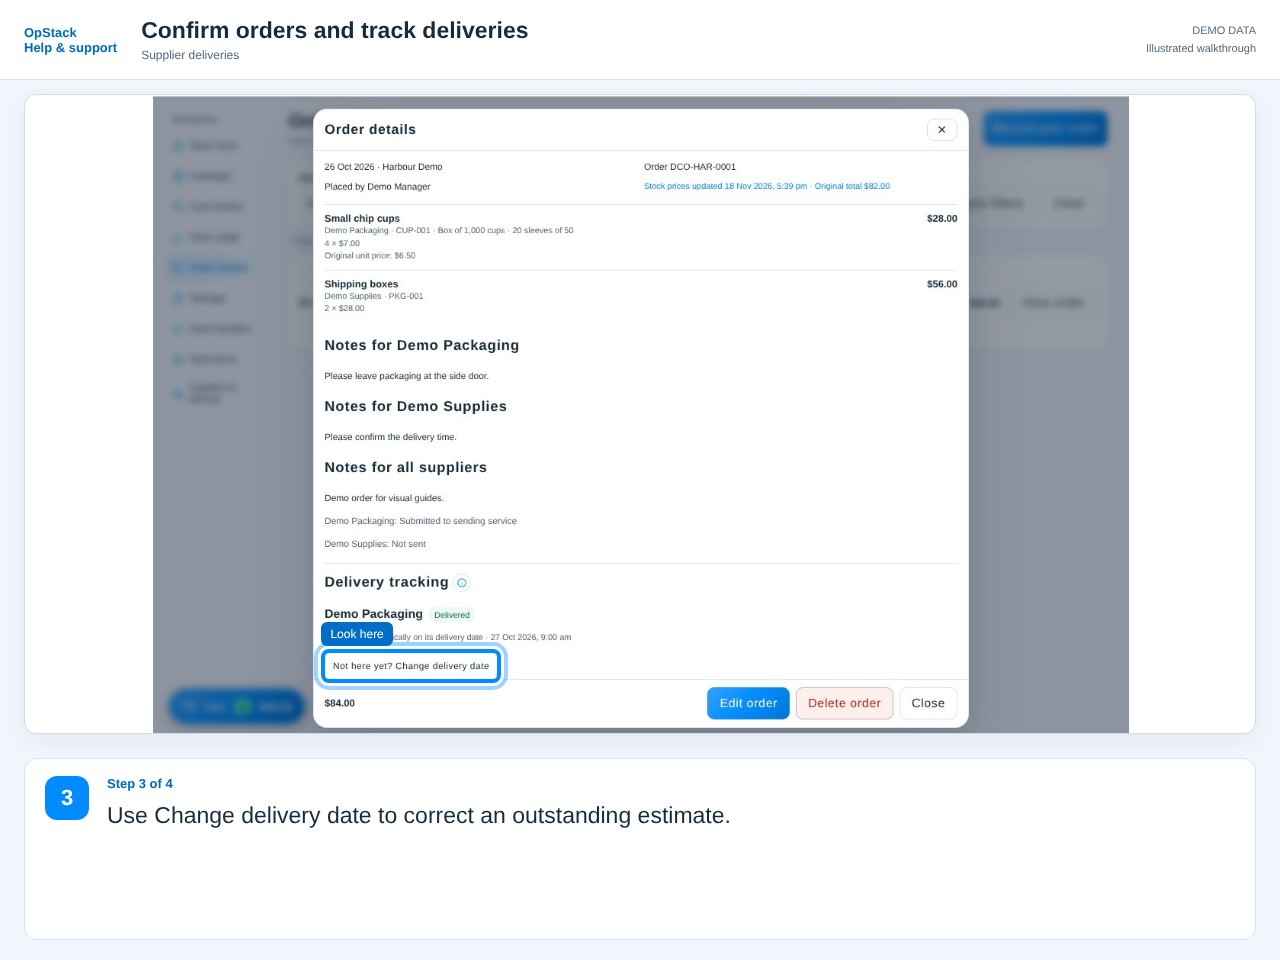 OpStack
Help & support
Confirm orders and track deliveries
Supplier deliveries
DEMO DATA
Illustrated walkthrough
Order details
×
26 Oct 2026 · Harbour Demo
Order DCO-HAR-0001
Placed by Demo Manager
Stock prices updated 18 Nov 2026, 5:39 pm · Original total $82.00
Small chip cups
$28.00
Demo Packaging · CUP-001 · Box of 1,000 cups · 20 sleeves of 50
4 × $7.00
Original unit price: $6.50
Shipping boxes
$56.00
Demo Supplies · PKG-001
2 × $28.00
Notes for Demo Packaging
Please leave packaging at the side door.
Notes for Demo Supplies
Please confirm the delivery time.
Notes for all suppliers
Demo order for visual guides.
Demo Packaging: Submitted to sending service
Demo Supplies: Not sent
Delivery tracking
Demo Packaging
Delivered
Look here
on its delivery date · 27 Oct 2026, 9:00 am
Not here yet? Change delivery date
$84.00
Edit order
Delete order
Close
3
Step 3 of 4
Use Change delivery date to correct an outstanding estimate.